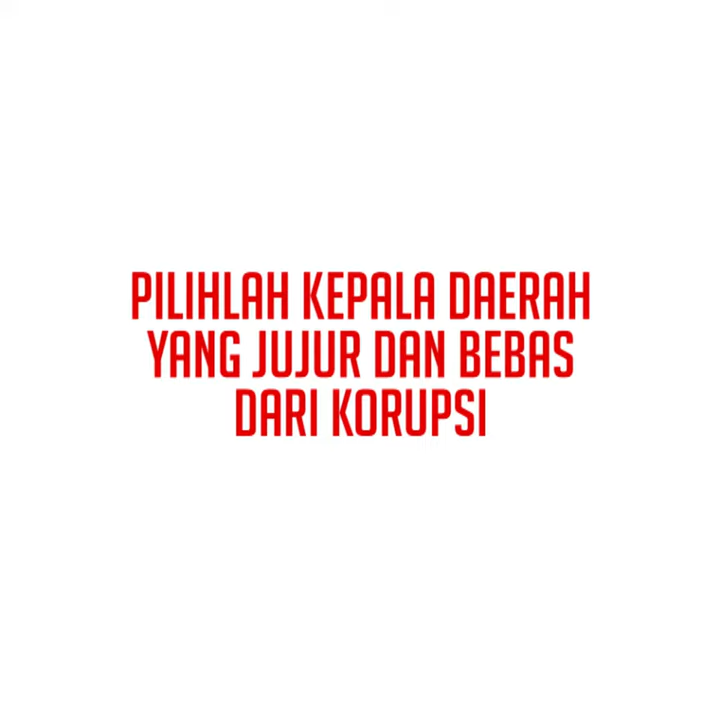 PILIHLAH KEPALA DAERAH
YANG JUJUR DAN BEBAS
DARI KORUPSI